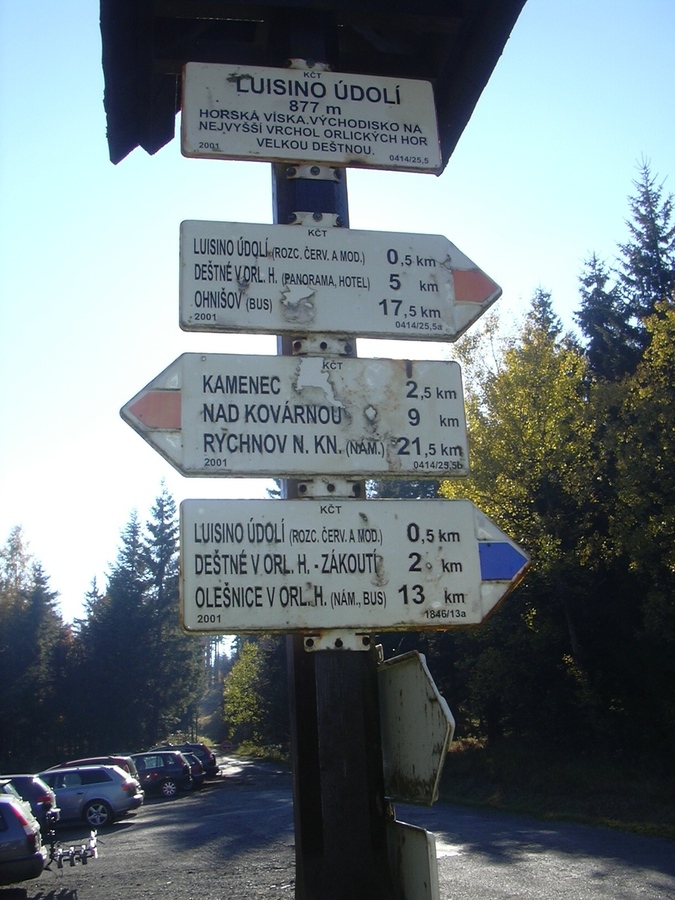 KČT
LUISINO ÚDOLÍ
877 m
HORSKÁ VÍSKA.VÝCHODISKO NA
NEJVYŠŠÍ VRCHOL ORLICKÝCH HOR
VELKOU DEŠTNOU.
2001 0414/25,5
KČT
LUISINO ÚDOLÍ (ROZC. ČERV. A MOD.) 0,5 km
DEŠTNÉ V ORL. H. (PANORAMA, HOTEL) 5 km
OHNIŠOV (BUS) 17,5 km
2001 0414/25,5a
KČT
KAMENEC 2,5 km
NAD KOVÁRNOU 9 km
RYCHNOV N. KN. (NÁM.) 21,5 km
2001 0414/25,5b
KČT
LUISINO ÚDOLÍ (ROZC. ČERV. A MOD.) 0,5 km
DEŠTNÉ V ORL. H. - ZÁKOUTÍ 2 km
OLEŠNICE V ORL. H. (NÁM., BUS) 13 km
2001 1846/13a